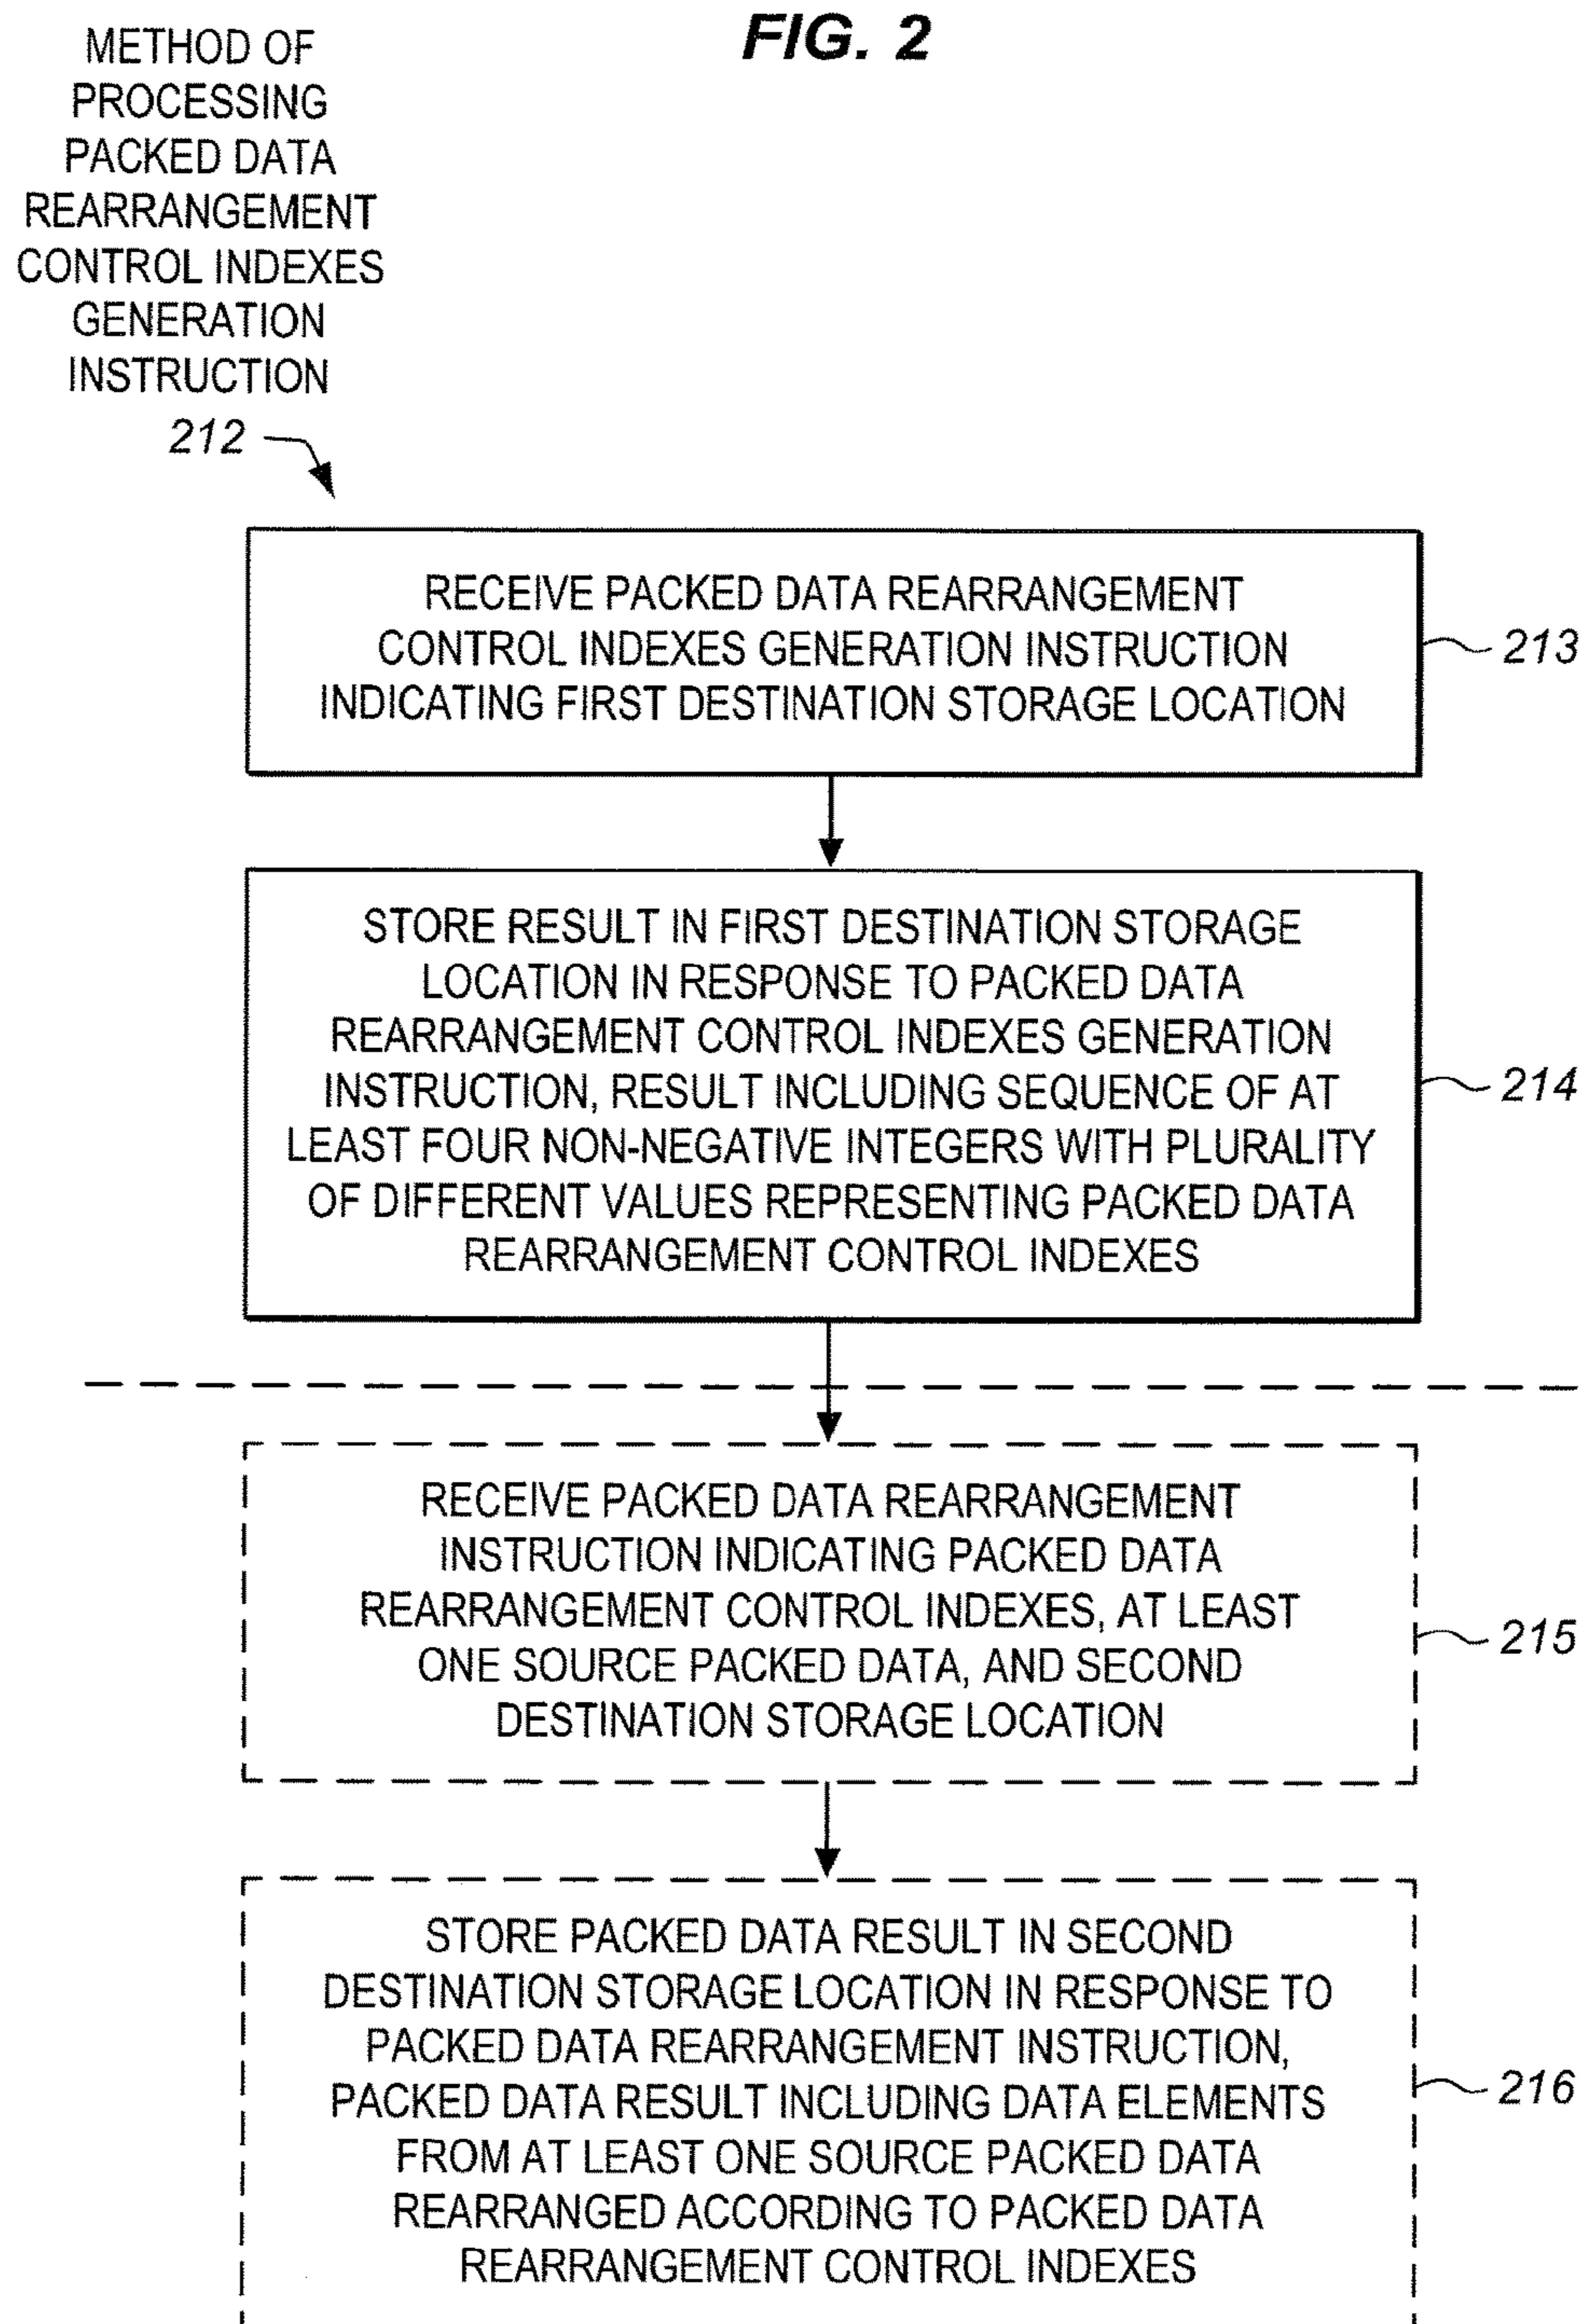 FIG. 2
METHOD OF
PROCESSING
PACKED DATA
REARRANGEMENT
CONTROL INDEXES
GENERATION
INSTRUCTION
212
RECEIVE PACKED DATA REARRANGEMENT
CONTROL INDEXES GENERATION INSTRUCTION
INDICATING FIRST DESTINATION STORAGE LOCATION
213
STORE RESULT IN FIRST DESTINATION STORAGE
LOCATION IN RESPONSE TO PACKED DATA
REARRANGEMENT CONTROL INDEXES GENERATION
INSTRUCTION, RESULT INCLUDING SEQUENCE OF AT
LEAST FOUR NON-NEGATIVE INTEGERS WITH PLURALITY
OF DIFFERENT VALUES REPRESENTING PACKED DATA
REARRANGEMENT CONTROL INDEXES
214
RECEIVE PACKED DATA REARRANGEMENT
INSTRUCTION INDICATING PACKED DATA
REARRANGEMENT CONTROL INDEXES, AT LEAST
ONE SOURCE PACKED DATA, AND SECOND
DESTINATION STORAGE LOCATION
215
STORE PACKED DATA RESULT IN SECOND
DESTINATION STORAGE LOCATION IN RESPONSE TO
PACKED DATA REARRANGEMENT INSTRUCTION,
PACKED DATA RESULT INCLUDING DATA ELEMENTS
FROM AT LEAST ONE SOURCE PACKED DATA
REARRANGED ACCORDING TO PACKED DATA
REARRANGEMENT CONTROL INDEXES
216